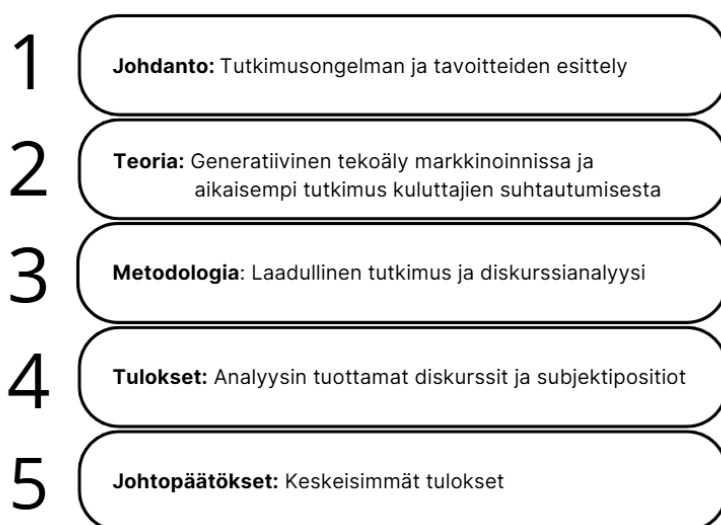 1
Johdanto: Tutkimusongelman ja tavoitteiden esittely
2
Teoria: Generatiivinen tekoäly markkinoinnissa ja
aikaisempi tutkimus kuluttajien suhtautumisesta
3
Metodologia: Laadullinen tutkimus ja diskurssianalyysi
4
Tulokset: Analyysin tuottamat diskurssit ja subjektipositiot
5
Johtopäätökset: Keskeisimmät tulokset